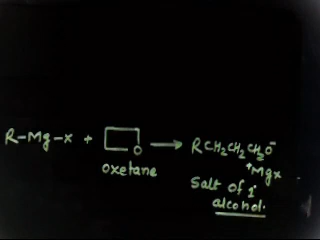 R-Mg-x + O → RCH₂CH₂CH₂O⁻
oxetane
⁺Mgx
Salt of 1°
alcohol.